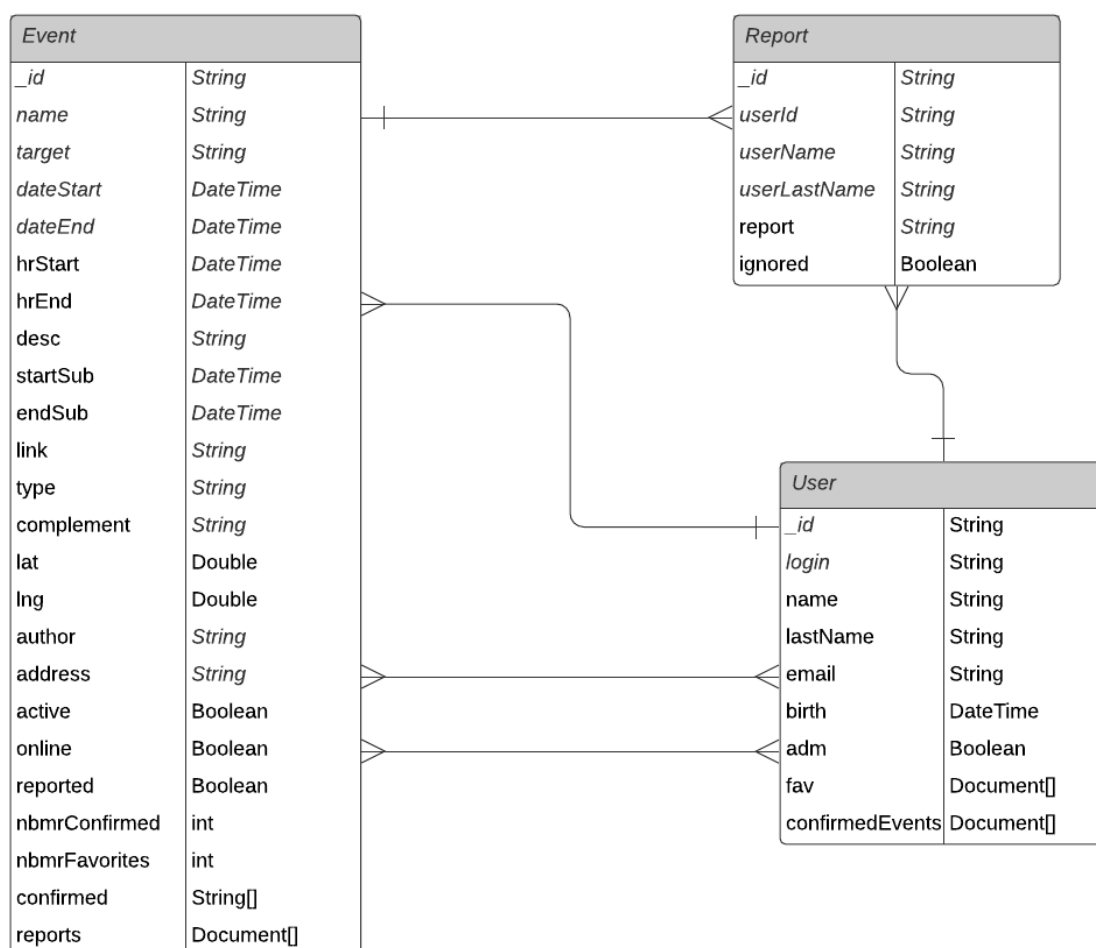 Event
_id String
name String
target String
dateStart DateTime
dateEnd DateTime
hrStart DateTime
hrEnd DateTime
desc String
startSub DateTime
endSub DateTime
link String
type String
complement String
lat Double
lng Double
author String
address String
active Boolean
online Boolean
reported Boolean
nbmrConfirmed int
nbmrFavorites int
confirmed String[]
reports Document[]
Report
_id String
userId String
userName String
userLastName String
report String
ignored Boolean
User
_id String
login String
name String
lastName String
email String
birth DateTime
adm Boolean
fav Document[]
confirmedEvents Document[]